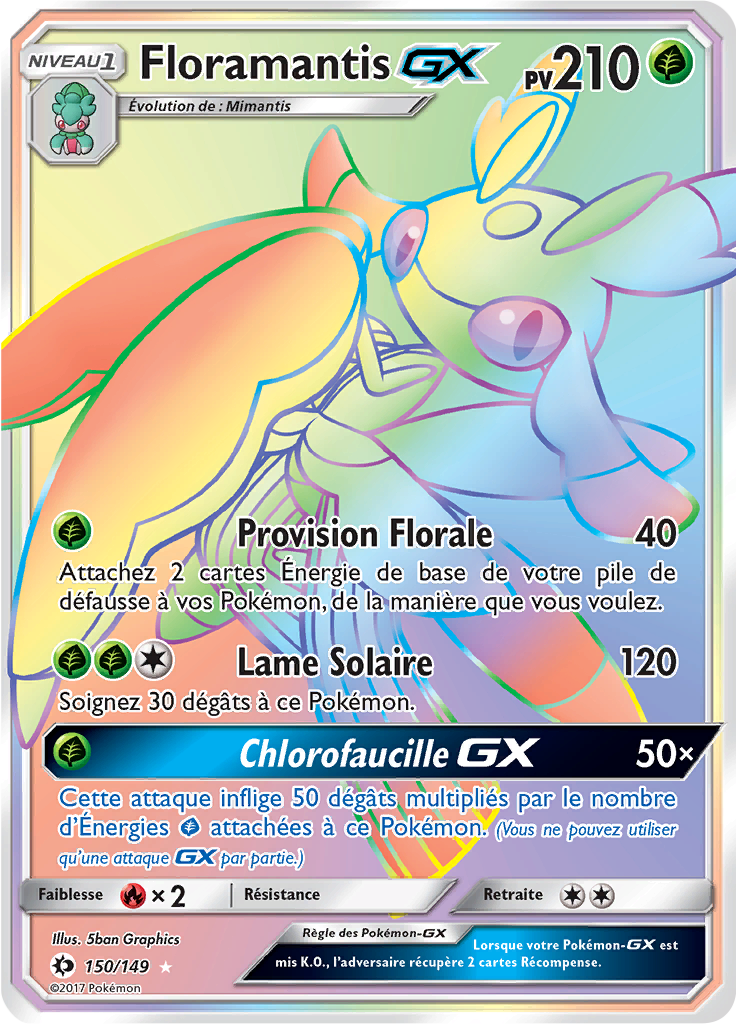 NIVEAU 1 Floramantis GX PV 210
Évolution de : Mimantis
Provision Florale 40
Attachez 2 cartes Énergie de base de votre pile de
défausse à vos Pokémon, de la manière que vous voulez.
Lame Solaire 120
Soignez 30 dégâts à ce Pokémon.
Chlorofaucille GX 50×
Cette attaque inflige 50 dégâts multipliés par le nombre
d’Énergies attachées à ce Pokémon. (Vous ne pouvez utiliser
qu’une attaque GX par partie.)
Faiblesse × 2 Résistance Retraite
Illus. 5ban Graphics
150/149
©2017 Pokémon
Règle des Pokémon-GX
Lorsque votre Pokémon-GX est
mis K.O., l’adversaire récupère 2 cartes Récompense.